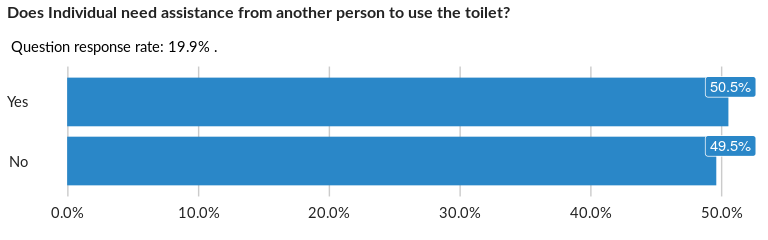 Does Individual need assistance from another person to use the toilet?
Question response rate: 19.9% .
Yes
50.5%
No
49.5%
0.0% 10.0% 20.0% 30.0% 40.0% 50.0%